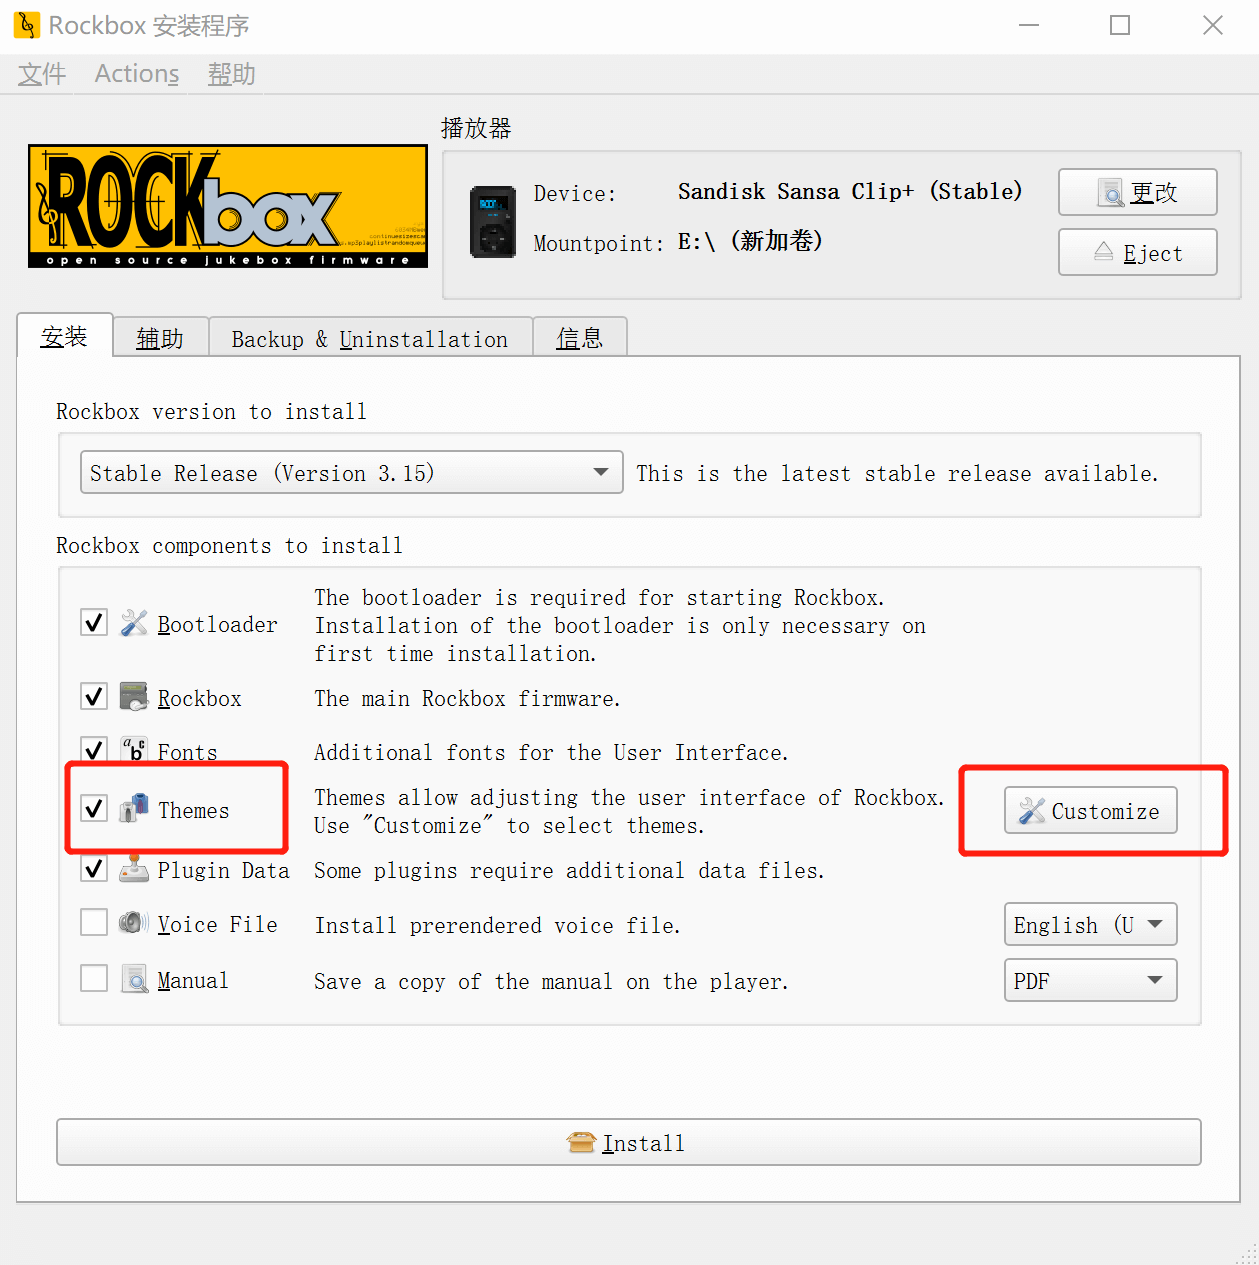 Rockbox 安装程序
文件 Actions 帮助
播放器
ROCKbox
open source jukebox firmware
Device: Sandisk Sansa Clip+ (Stable)
更改
Mountpoint: E:\ (新加卷)
Eject
安装 辅助 Backup & Uninstallation 信息
Rockbox version to install
Stable Release (Version 3.15) This is the latest stable release available.
Rockbox components to install
The bootloader is required for starting Rockbox.
Bootloader Installation of the bootloader is only necessary on
first time installation.
Rockbox The main Rockbox firmware.
Fonts Additional fonts for the User Interface.
Themes allow adjusting the user interface of Rockbox.
Themes Customize
Use "Customize" to select themes.
Plugin Data Some plugins require additional data files.
Voice File Install prerendered voice file. English (U
Manual Save a copy of the manual on the player. PDF
Install